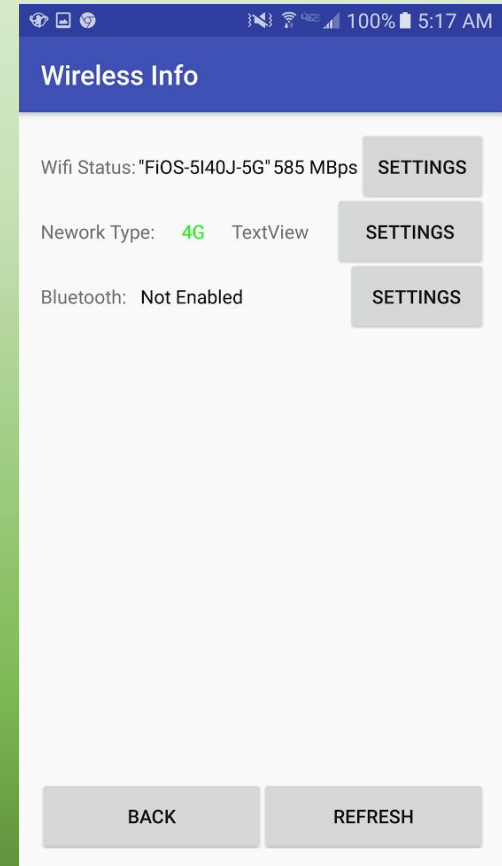 100% 5:17 AM
Wireless Info
Wifi Status: "FiOS-5I40J-5G" 585 MBps SETTINGS
Nework Type: 4G TextView SETTINGS
Bluetooth: Not Enabled SETTINGS
BACK REFRESH